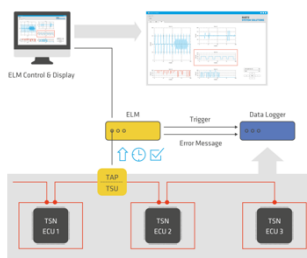 ELM Control & Display
ELM
Trigger
Data Logger
Error Message
TAP
TSU
TSN
ECU 1
TSN
ECU 2
TSN
ECU 3